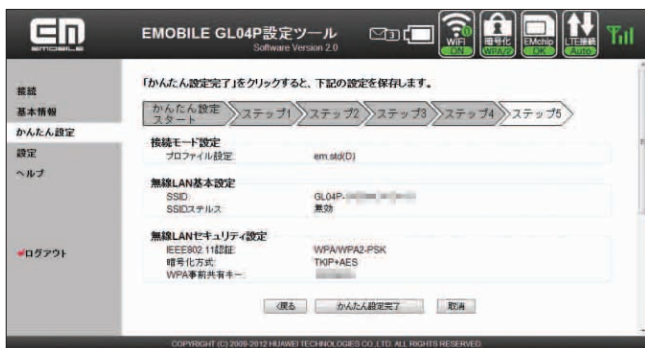 EM
EMOBILE
EMOBILE GL04P設定ツール
Software Version 2.0
3
WiFi
ON
暗号化
WPA/2
EMchip
OK
LTE接続
Auto
接続
基本情報
かんたん設定
設定
ヘルプ
ログアウト
「かんたん設定完了」をクリックすると、下記の設定を保存します。
かんたん設定
スタート
ステップ1
ステップ2
ステップ3
ステップ4
ステップ5
接続モード設定
プロファイル設定: em.std(D)
無線LAN基本設定
SSID: GL04P-
SSIDステルス: 無効
無線LANセキュリティ設定
IEEE802.11認証: WPA/WPA2-PSK
暗号化方式: TKIP+AES
WPA事前共有キー:
<戻る
かんたん設定完了
取消
COPYRIGHT (C) 2009-2012 HUAWEI TECHNOLOGIES CO.,LTD. ALL RIGHTS RESERVED.